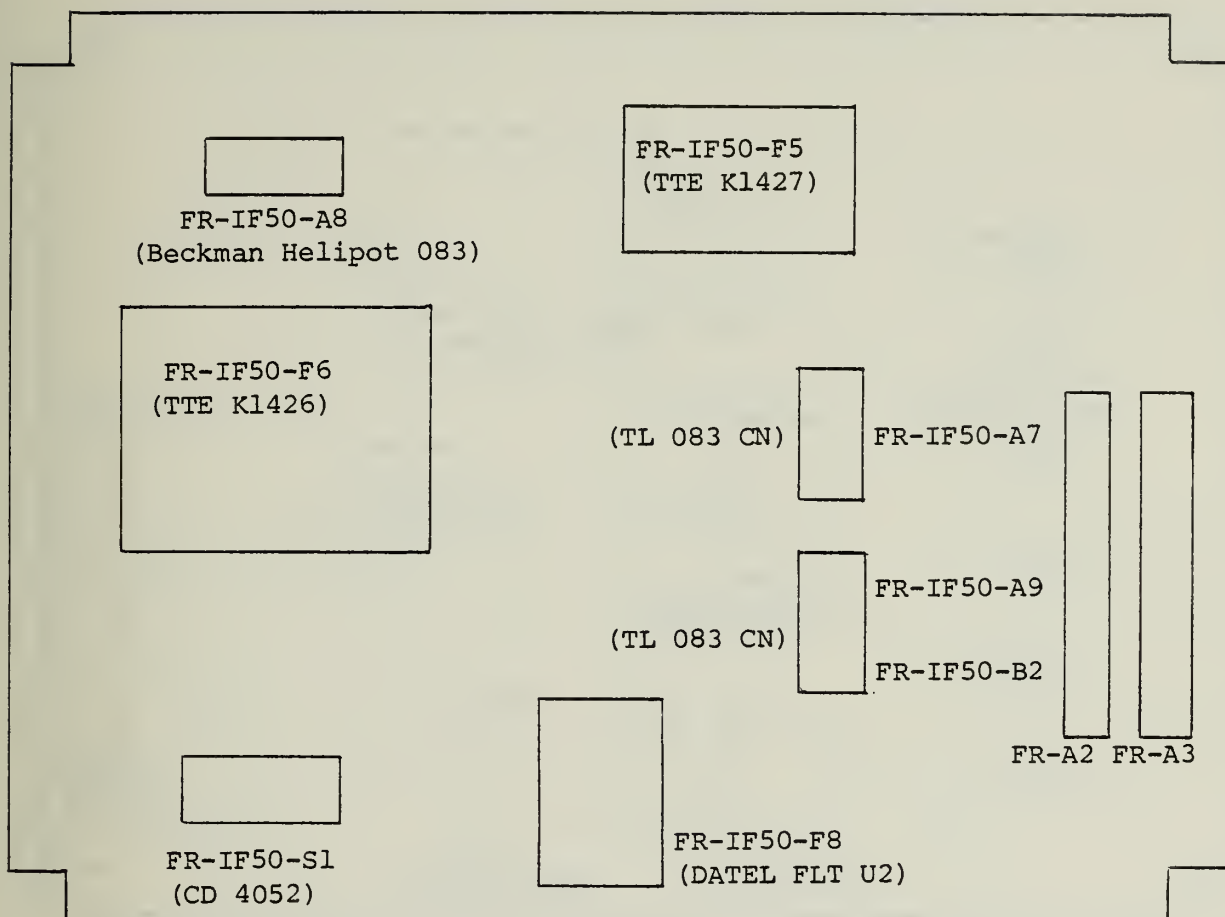 FR-IF50-F5
(TTE K1427)
FR-IF50-A8
(Beckman Helipot 083)
FR-IF50-F6
(TTE K1426)
(TL 083 CN)
FR-IF50-A7
FR-IF50-A9
(TL 083 CN)
FR-IF50-B2
FR-A2
FR-A3
FR-IF50-F8
(DATEL FLT U2)
FR-IF50-S1
(CD 4052)